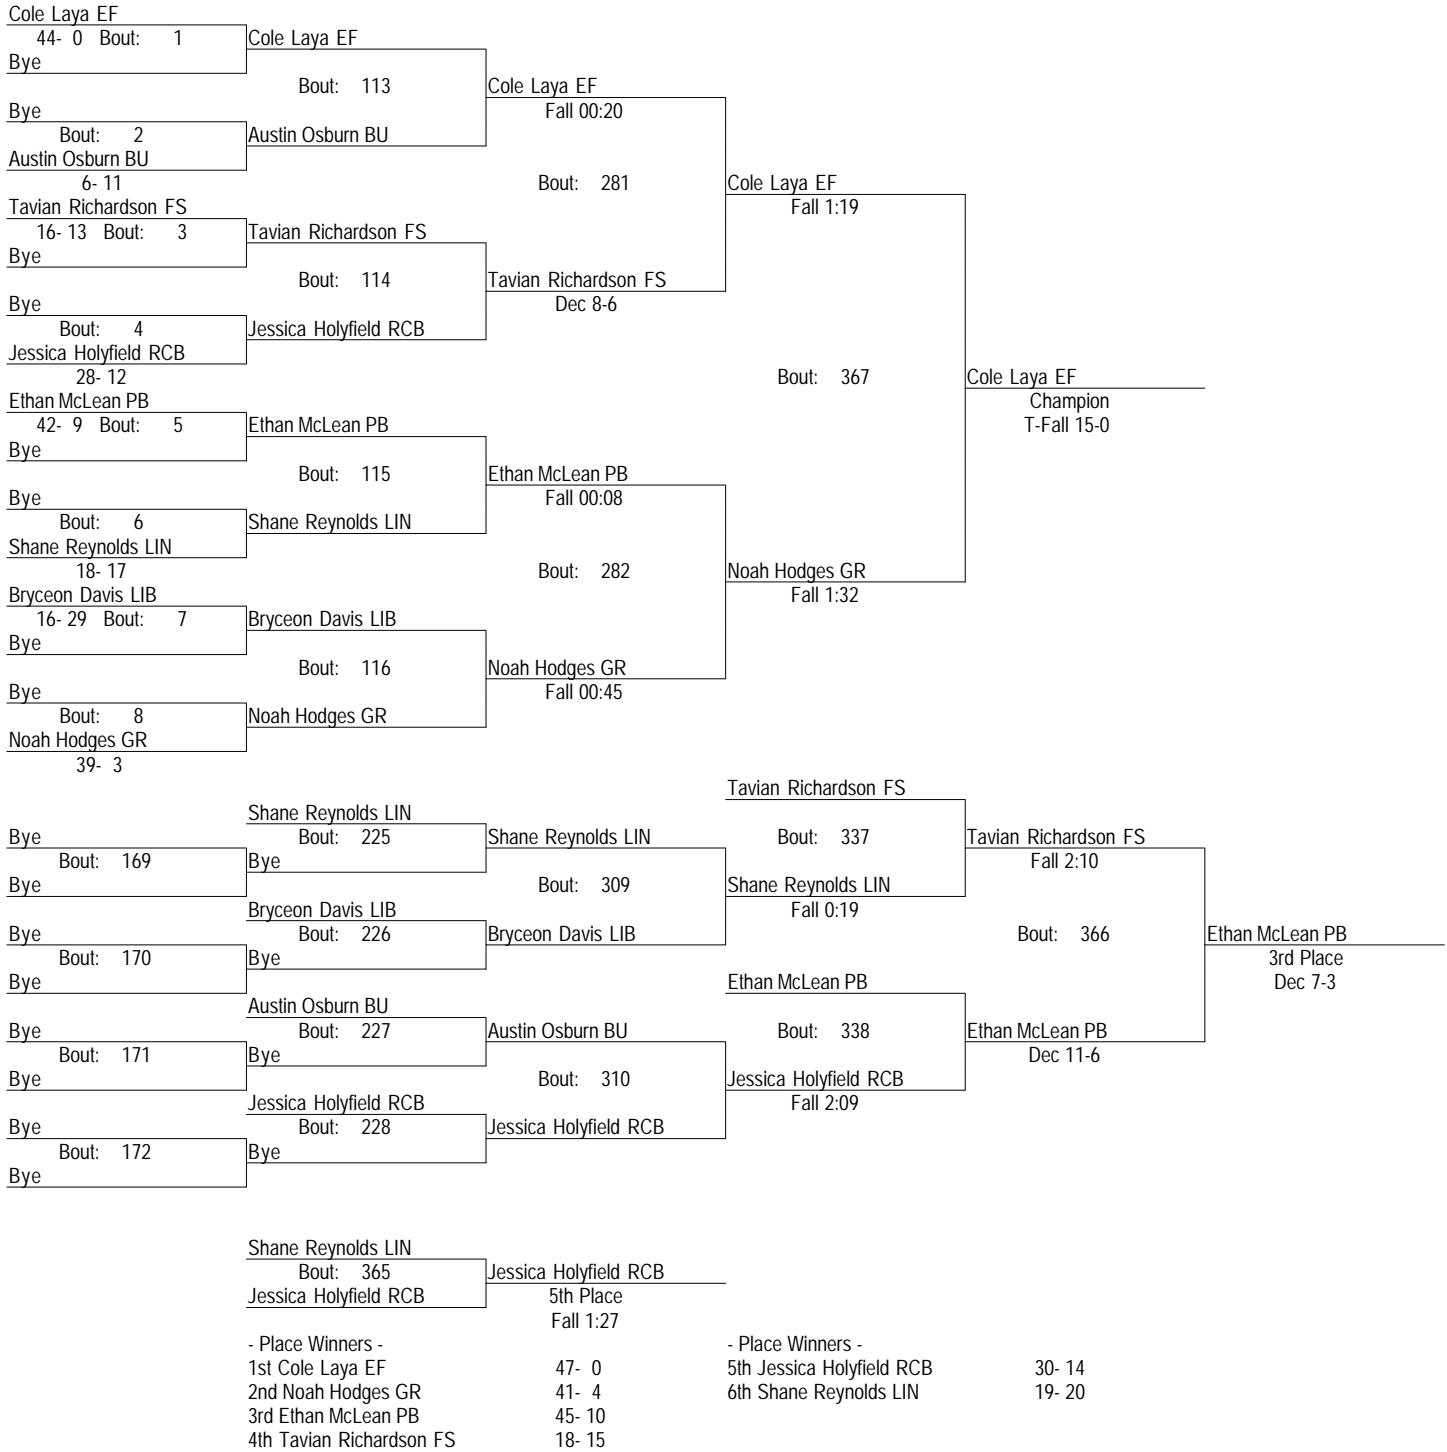 Cole Laya EF
44- 0 Bout: 1 Cole Laya EF
Bye
Bout: 113 Cole Laya EF
Bye Fall 00:20
Bout: 2 Austin Osburn BU
Austin Osburn BU
6- 11 Bout: 281 Cole Laya EF
Tavian Richardson FS Fall 1:19
16- 13 Bout: 3 Tavian Richardson FS
Bye
Bout: 114 Tavian Richardson FS
Bye Dec 8-6
Bout: 4 Jessica Holyfield RCB
Jessica Holyfield RCB
28- 12 Bout: 367 Cole Laya EF
Ethan McLean PB Champion
42- 9 Bout: 5 Ethan McLean PB T-Fall 15-0
Bye
Bout: 115 Ethan McLean PB
Bye Fall 00:08
Bout: 6 Shane Reynolds LIN
Shane Reynolds LIN
18- 17 Bout: 282 Noah Hodges GR
Bryceon Davis LIB Fall 1:32
16- 29 Bout: 7 Bryceon Davis LIB
Bye
Bout: 116 Noah Hodges GR
Bye Fall 00:45
Bout: 8 Noah Hodges GR
Noah Hodges GR
39- 3
Tavian Richardson FS
Shane Reynolds LIN
Bye Bout: 225 Shane Reynolds LIN Bout: 337 Tavian Richardson FS
Bout: 169 Bye Fall 2:10
Bye Bout: 309 Shane Reynolds LIN
Bryceon Davis LIB Fall 0:19
Bye Bout: 226 Bryceon Davis LIB Bout: 366 Ethan McLean PB
Bout: 170 Bye 3rd Place
Bye Ethan McLean PB Dec 7-3
Austin Osburn BU
Bye Bout: 227 Austin Osburn BU Bout: 338 Ethan McLean PB
Bout: 171 Bye Dec 11-6
Bye Bout: 310 Jessica Holyfield RCB
Jessica Holyfield RCB Fall 2:09
Bye Bout: 228 Jessica Holyfield RCB
Bout: 172 Bye
Bye
Shane Reynolds LIN
Bout: 365 Jessica Holyfield RCB
Jessica Holyfield RCB 5th Place
Fall 1:27
- Place Winners - - Place Winners -
1st Cole Laya EF 47- 0 5th Jessica Holyfield RCB 30- 14
2nd Noah Hodges GR 41- 4 6th Shane Reynolds LIN 19- 20
3rd Ethan McLean PB 45- 10
4th Tavian Richardson FS 18- 15